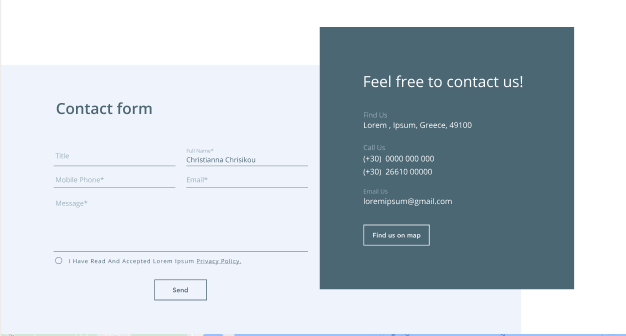 Contact form
Title
Full Name*
Christianna Chrisikou
Mobile Phone*
Email*
Message*
I Have Read And Accepted Lorem Ipsum Privacy Policy.
Send
Feel free to contact us!
Find Us
Lorem , Ipsum, Greece, 49100
Call Us
(+30)  0000 000 000
(+30)  26610 00000
Email Us
loremipsum@gmail.com
Find us on map